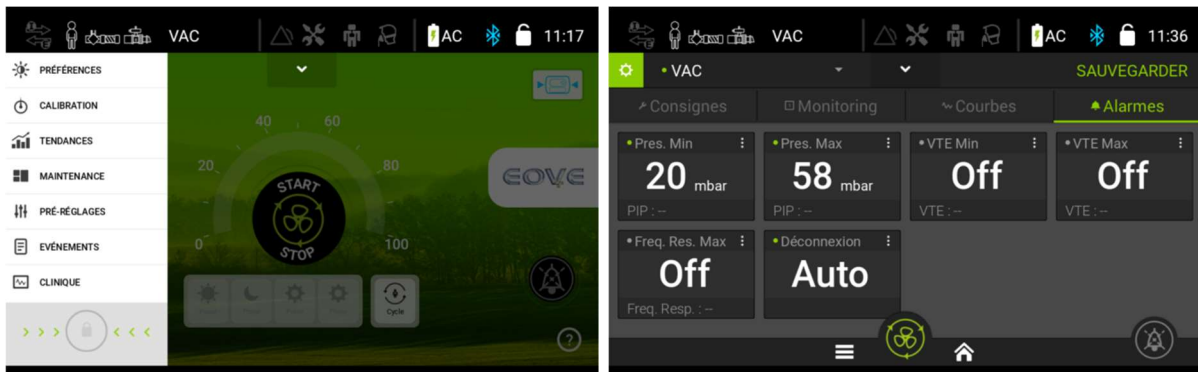 VAC
AC
11:17
PRÉFÉRENCES
CALIBRATION
TENDANCES
MAINTENANCE
PRÉ-RÉGLAGES
EVÉNEMENTS
CLINIQUE
> > > < < <
0
20
40
60
80
100
START
STOP
EOVE
Cycle
?
VAC
AC
11:36
• VAC
SAUVEGARDER
Consignes
Monitoring
Courbes
Alarmes
Pres. Min
20 mbar
PIP : --
Pres. Max
58 mbar
PIP : --
VTE Min
Off
VTE : --
VTE Max
Off
VTE : --
Freq. Res. Max
Off
Freq. Resp. : --
Déconnexion
Auto